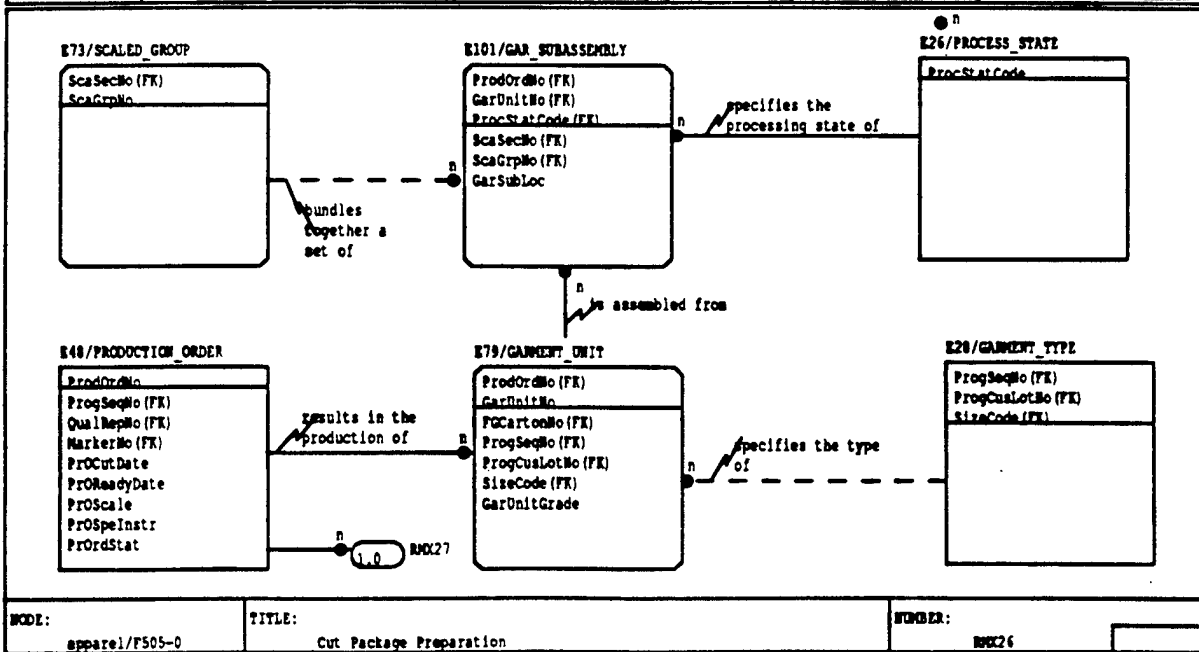 n
E73/SCALED_GROUP
ScaSecNo (FK)
ScaGrpNo
E101/GAR_SUBASSEMBLY
ProdOrdNo (FK)
GarUnitNo (FK)
ProcStatCode (FK)
ScaSecNo (FK)
ScaGrpNo (FK)
GarSubLoc
E26/PROCESS_STATE
ProcStatCode
specifies the
processing state of
n
n
bundles
together a
set of
n
is assembled from
E48/PRODUCTION_ORDER
ProdOrdNo
ProgSeqNo (FK)
QualRepNo (FK)
MarkerNo (FK)
PrOCutDate
PrOReadyDate
PrOScale
PrOSpeInstr
PrOrdStat
results in the
production of
n
n
1.0
RMX27
E79/GARMENT_UNIT
ProdOrdNo (FK)
GarUnitNo
FGCartonNo (FK)
ProgSeqNo (FK)
ProgCusLotNo (FK)
SizeCode (FK)
GarUnitGrade
n
specifies the type
of
E28/GARMENT_TYPE
ProgSeqNo (FK)
ProgCusLotNo (FK)
SizeCode (FK)
NODE:
apparel/F505-0
TITLE:
Cut Package Preparation
NUMBER:
RMX26